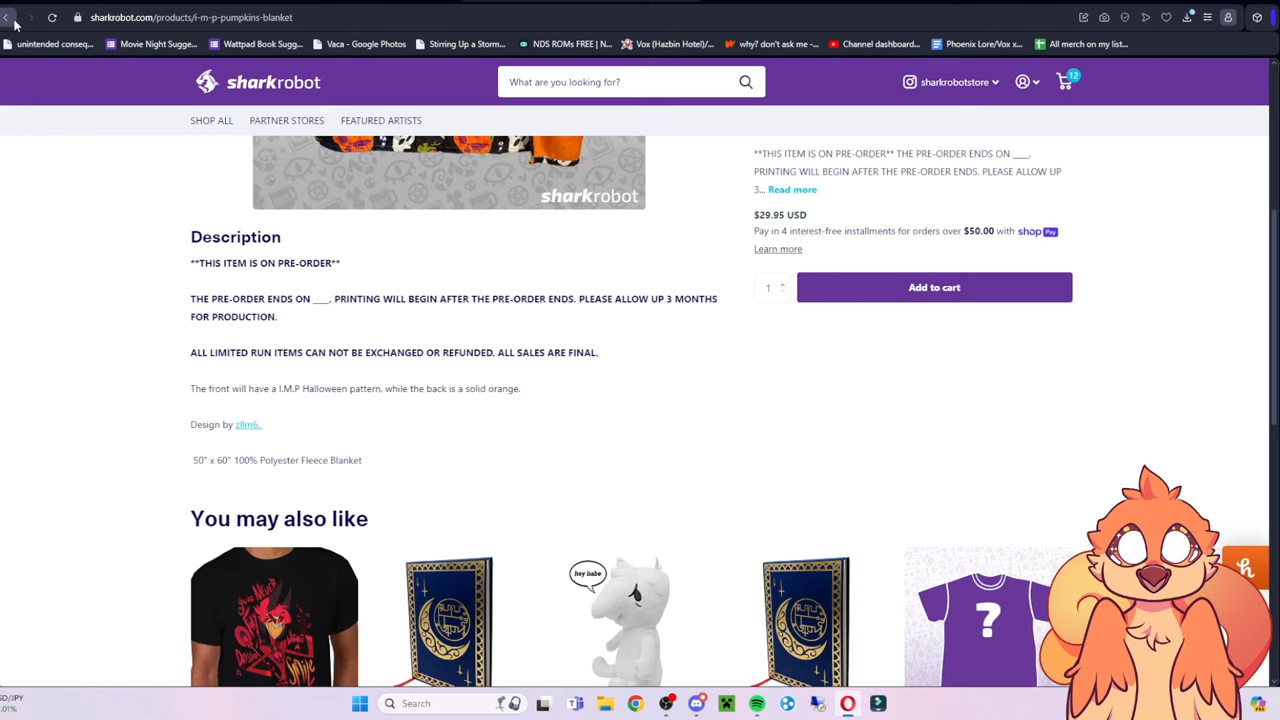 sharkrobot.com/products/i-m-p-pumpkins-blanket
unintended conseq...
Movie Night Sugge...
Wattpad Book Sugg...
Vaca - Google Photos
Stirring Up a Storm...
NDS ROMs FREE | N...
Vox (Hazbin Hotel)/...
why? don't ask me -...
Channel dashboard...
Phoenix Lore/Vox x...
All merch on my list...
sharkrobot
What are you looking for?
sharkrobotstore
12
SHOP ALL
PARTNER STORES
FEATURED ARTISTS
sharkrobot
**THIS ITEM IS ON PRE-ORDER** THE PRE-ORDER ENDS ON ___.
PRINTING WILL BEGIN AFTER THE PRE-ORDER ENDS. PLEASE ALLOW UP
3... Read more
$29.95 USD
Pay in 4 interest-free installments for orders over $50.00 with shop Pay
Learn more
1
Add to cart
Description
**THIS ITEM IS ON PRE-ORDER**
THE PRE-ORDER ENDS ON ___. PRINTING WILL BEGIN AFTER THE PRE-ORDER ENDS. PLEASE ALLOW UP 3 MONTHS
FOR PRODUCTION.
ALL LIMITED RUN ITEMS CAN NOT BE EXCHANGED OR REFUNDED. ALL SALES ARE FINAL.
The front will have a I.M.P Halloween pattern, while the back is a solid orange.
Design by zllm6.
50" x 60" 100% Polyester Fleece Blanket
You may also like
hey babe
?
h
SD/JPY
.01%
Search